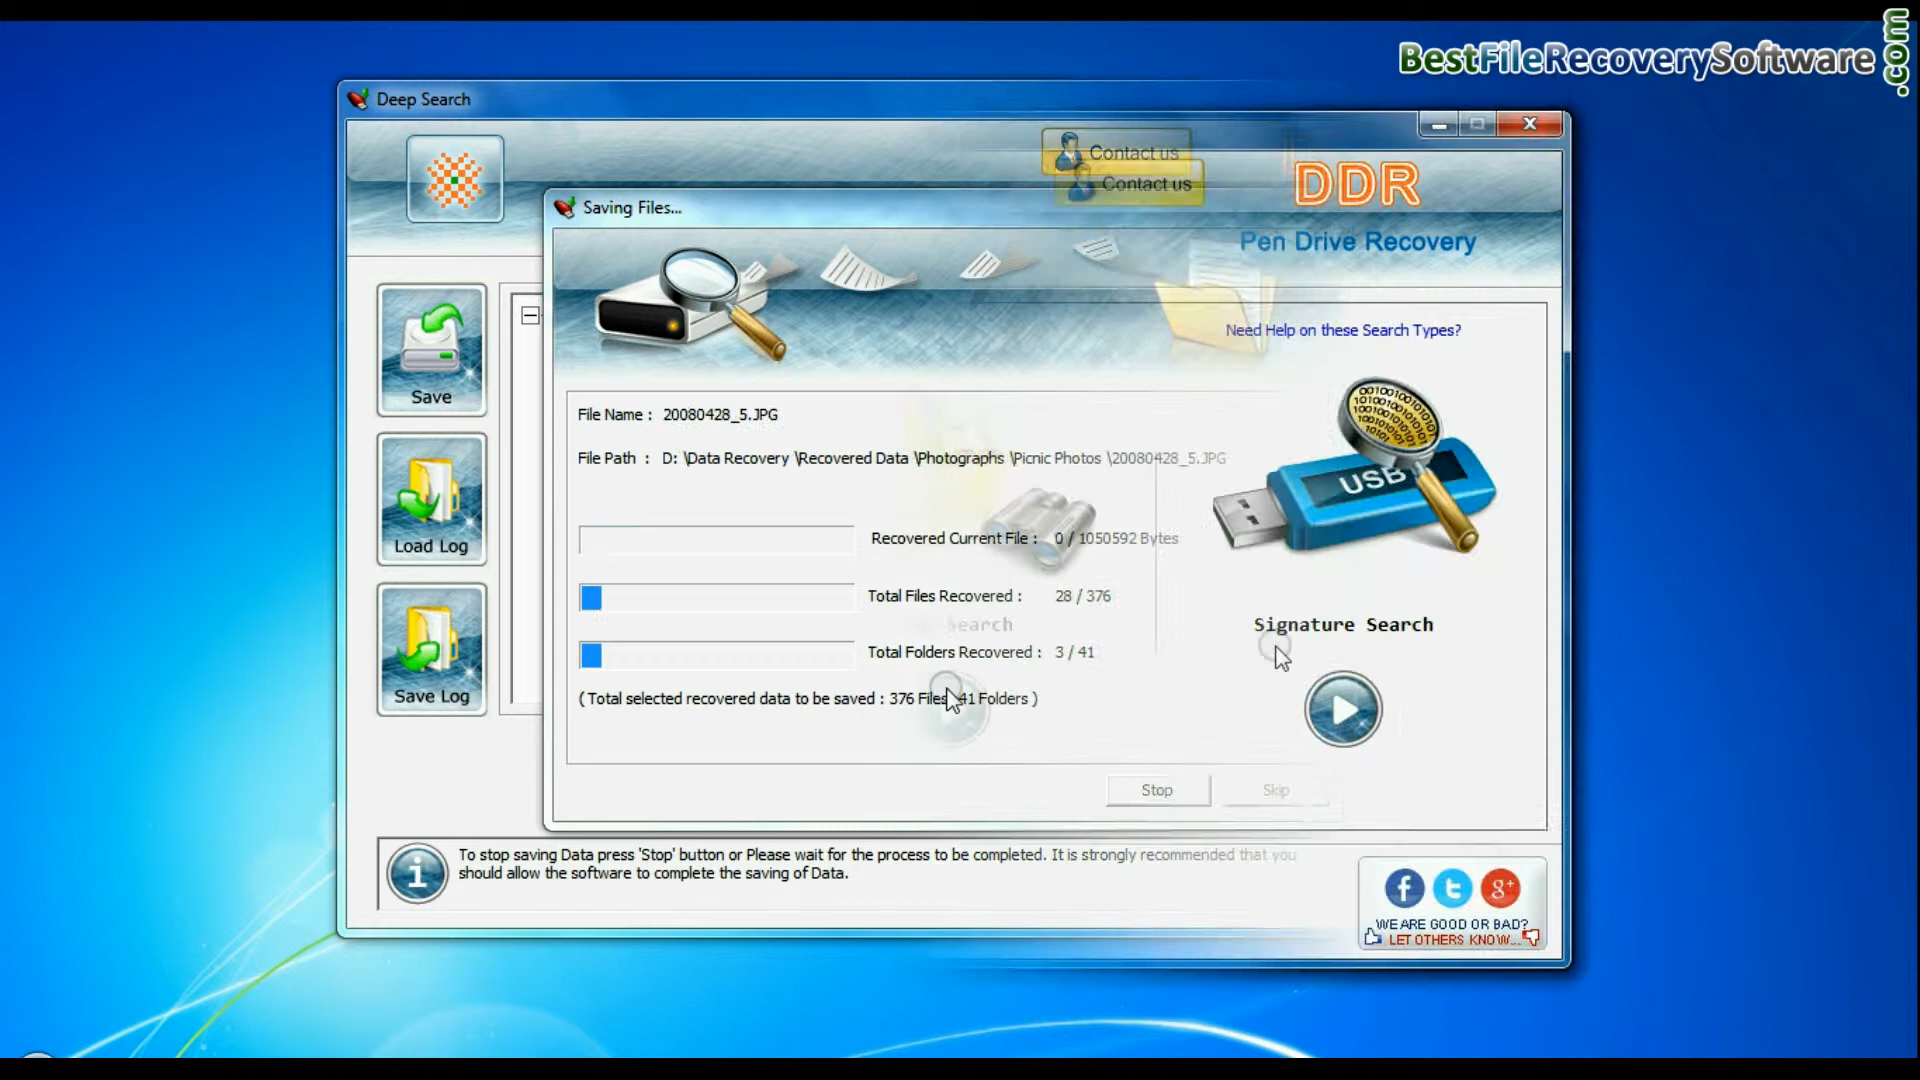 BestFileRecoverySoftware.com
Deep Search
Contact us
Contact us
DDR
Pen Drive Recovery
Saving Files...
Need Help on these Search Types?
Save
Load Log
Save Log
File Name : 20080428_5.JPG
File Path : D: \Data Recovery \Recovered Data \Photographs \Picnic Photos \20080428_5.JPG
USB
Recovered Current File : 0 / 1050592 Bytes
Total Files Recovered : 28 / 376
Search
Signature Search
Total Folders Recovered : 3 / 41
( Total selected recovered data to be saved : 376 Files 41 Folders )
Stop
Skip
To stop saving Data press 'Stop' button or Please wait for the process to be completed. It is strongly recommended that you
should allow the software to complete the saving of Data.
WE ARE GOOD OR BAD?
LET OTHERS KNOW...